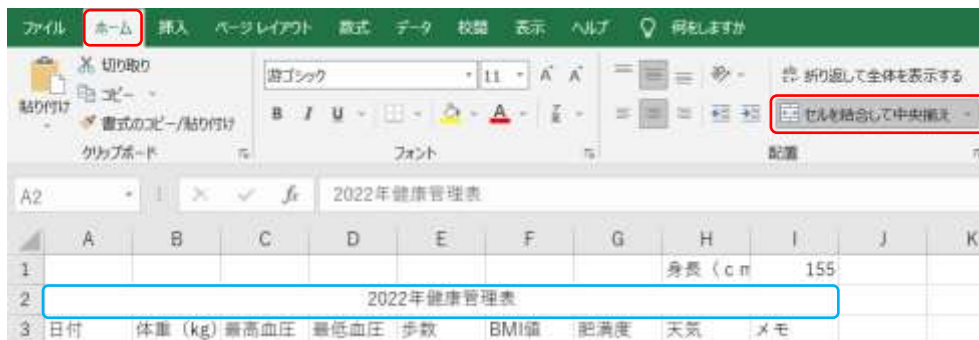 ファイル ホーム 挿入 ページ レイアウト 数式 データ 校閲 表示 ヘルプ 何をしますか
切り取り
コピー
貼り付け
書式のコピー/貼り付け
游ゴシック 11 A A
B I U A
折り返して全体を表示する
セルを結合して中央揃え
クリップボード フォント 配置
A2 fx 2022年健康管理表
A B C D E F G H I J K
1 身長（cm 155
2 2022年健康管理表
3 日付 体重（kg) 最高血圧 最低血圧 歩数 BMI値 肥満度 天気 メモ